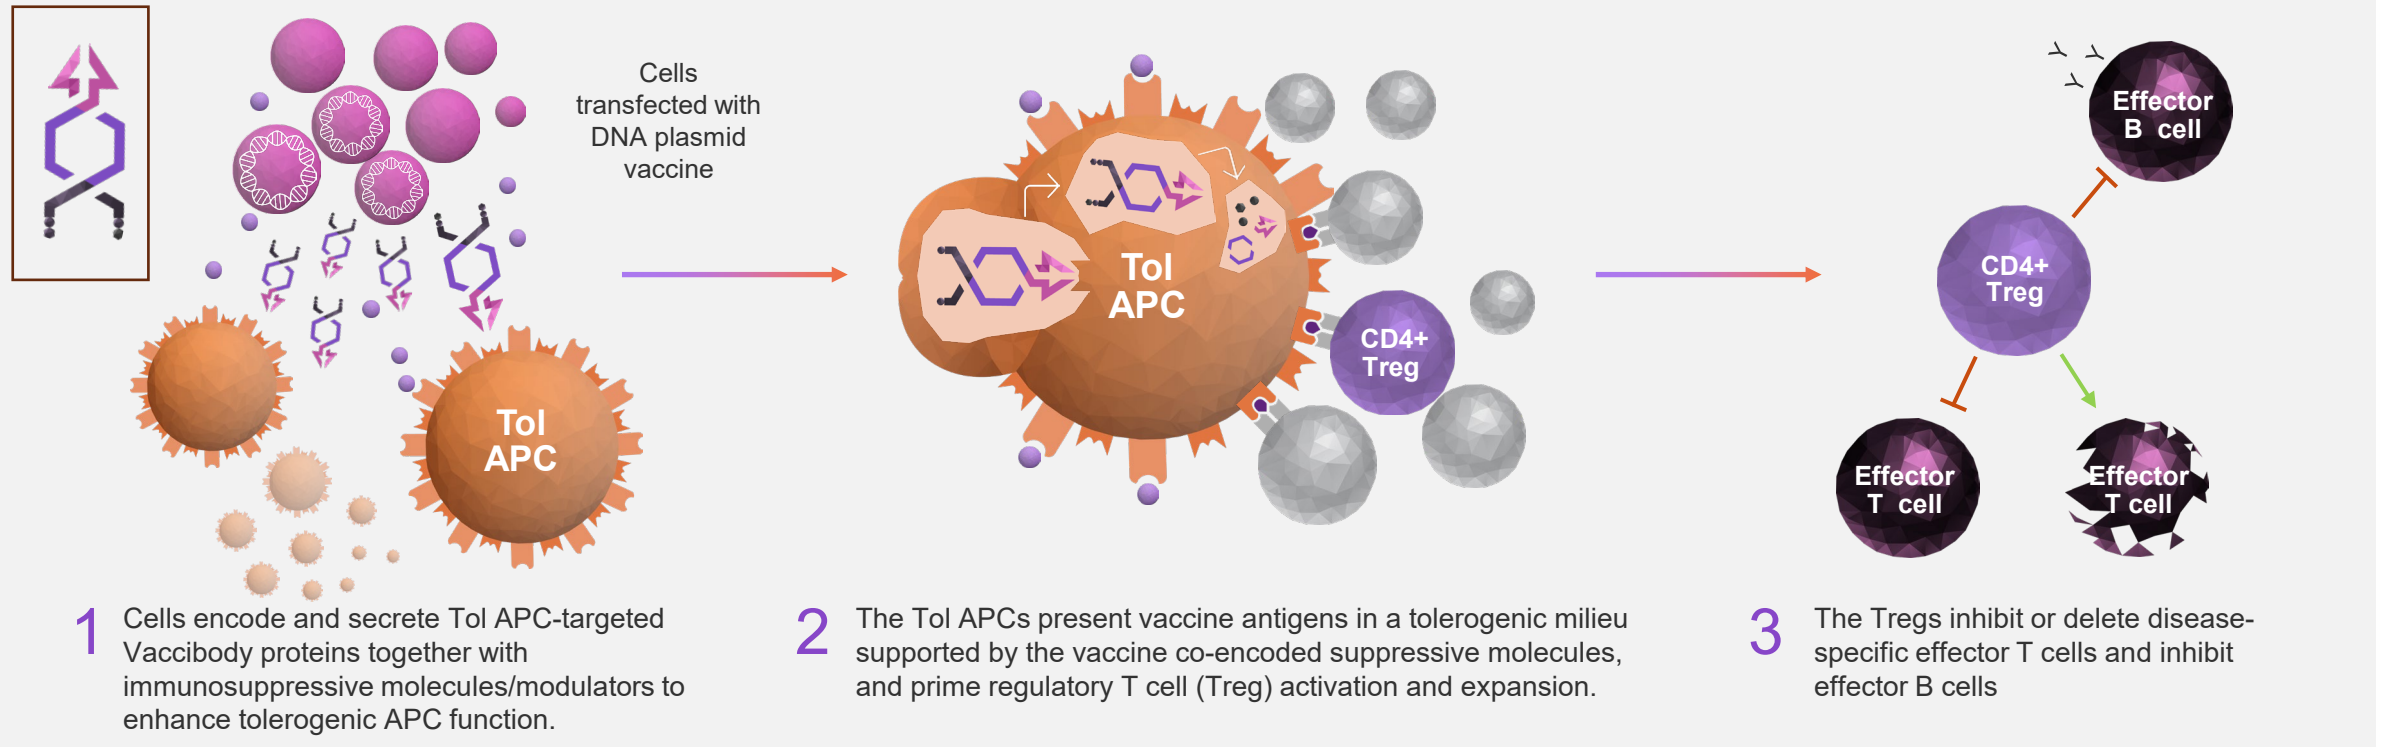 Cells
transfected with
DNA plasmid
vaccine
Tol
APC
Tol
APC
CD4+
Treg
Effector
B cell
CD4+
Treg
Effector
T cell
Effector
T cell
1
Cells encode and secrete Tol APC-targeted
Vaccibody proteins together with
immunosuppressive molecules/modulators to
enhance tolerogenic APC function.
2
The Tol APCs present vaccine antigens in a tolerogenic milieu
supported by the vaccine co-encoded suppressive molecules,
and prime regulatory T cell (Treg) activation and expansion.
3
The Tregs inhibit or delete disease-
specific effector T cells and inhibit
effector B cells